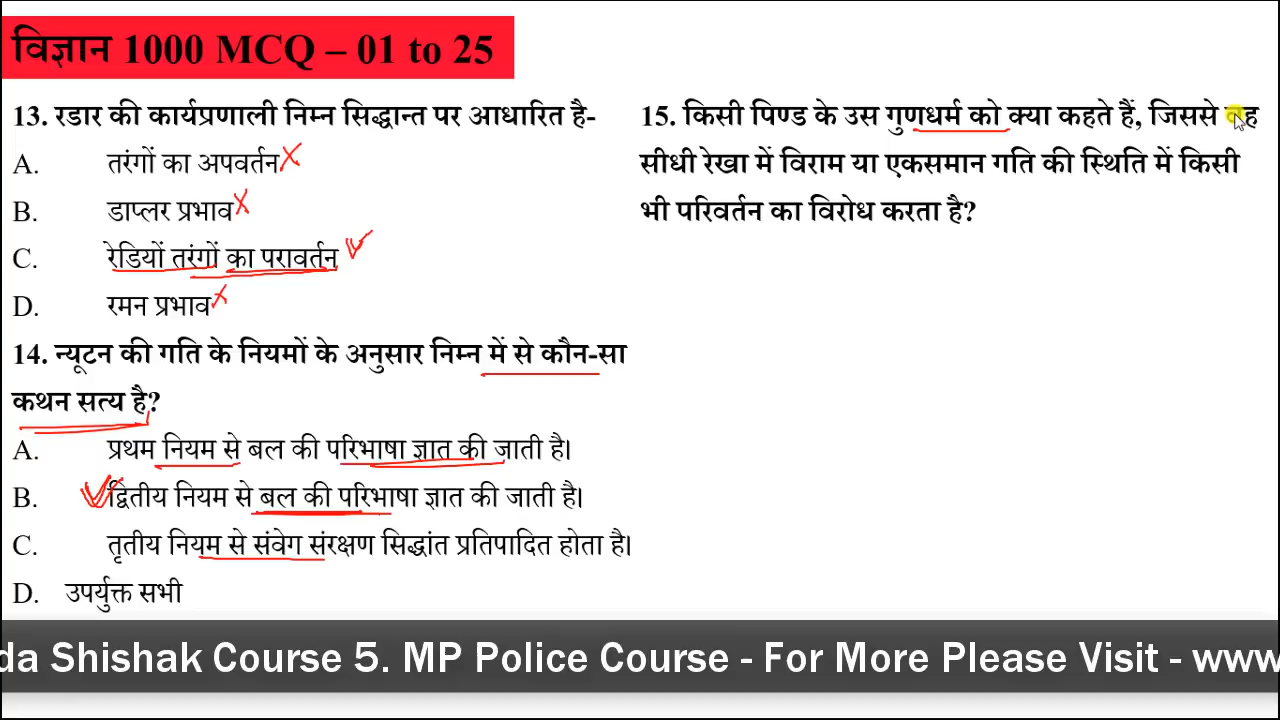 विज्ञान 1000 MCQ – 01 to 25
13. रडार की कार्यप्रणाली निम्न सिद्धान्त पर आधारित है-
A. तरंगों का अपवर्तन
B. डाप्लर प्रभाव
C. रेडियों तरंगों का परावर्तन
D. रमन प्रभाव
14. न्यूटन की गति के नियमों के अनुसार निम्न में से कौन-सा
कथन सत्य है?
A. प्रथम नियम से बल की परिभाषा ज्ञात की जाती है।
B. द्वितीय नियम से बल की परिभाषा ज्ञात की जाती है।
C. तृतीय नियम से संवेग संरक्षण सिद्धांत प्रतिपादित होता है।
D. उपर्युक्त सभी
15. किसी पिण्ड के उस गुणधर्म को क्या कहते हैं, जिससे वह
सीधी रेखा में विराम या एकसमान गति की स्थिति में किसी
भी परिवर्तन का विरोध करता है?
da Shishak Course 5. MP Police Course - For More Please Visit - www